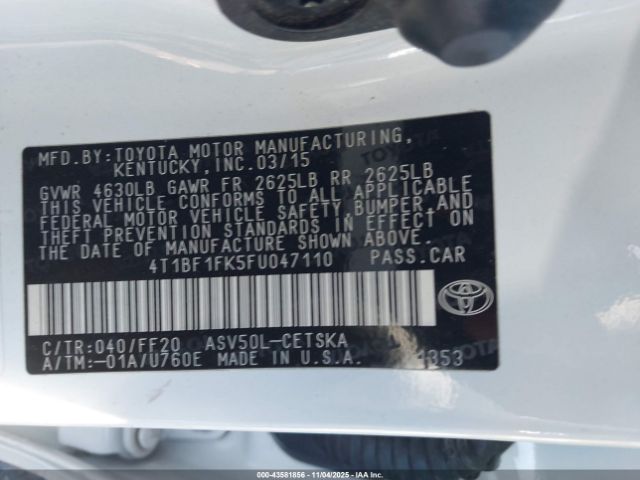 MFD.BY:TOYOTA MOTOR MANUFACTURING,
KENTUCKY,INC.03/15
GVWR 4630LB GAWR FR 2625LB RR 2625LB
THIS VEHICLE CONFORMS TO ALL APPLICABLE
FEDERAL MOTOR VEHICLE SAFETY,BUMPER,AND
THEFT PREVENTION STANDARDS IN EFFECT ON
THE DATE OF MANUFACTURE SHOWN ABOVE.
4T1BF1FK5FU047110 PASS.CAR
C/TR:040/FF20 ASV50L-CETSKA
A/TM:-01A/U760E MADE IN U.S.A. 1353
000-43581856 - 11/04/2025 - IAAI, Inc.